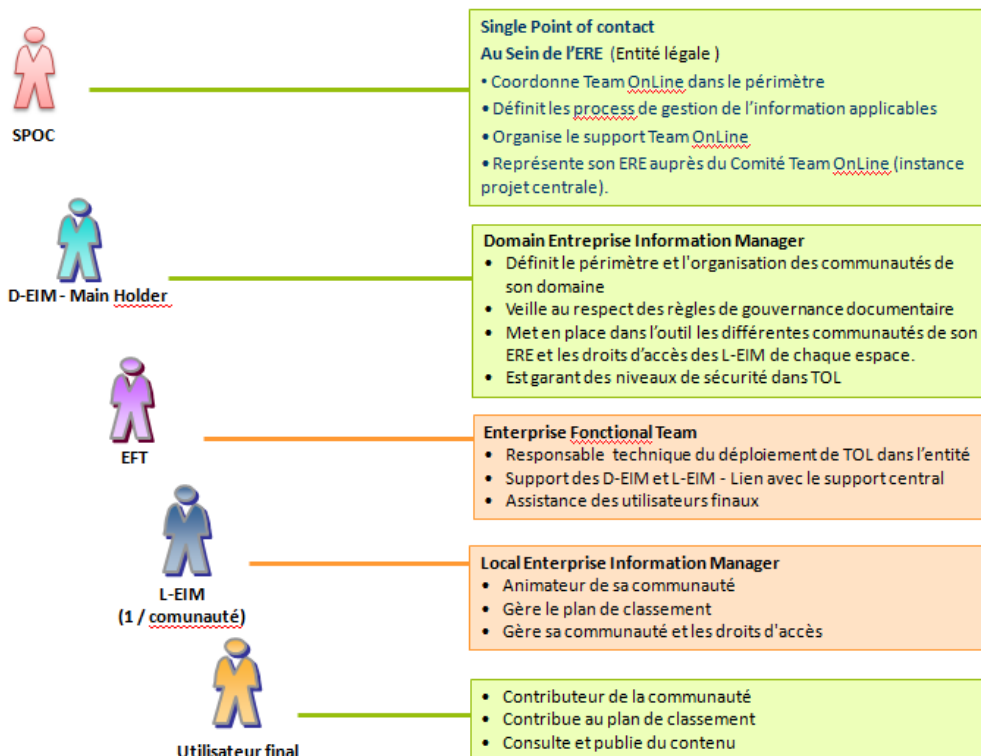 Single Point of contact
Au Sein de l'ERE (Entité légale )
• Coordonne Team OnLine dans le périmètre
• Définit les process de gestion de l'information applicables
• Organise le support Team OnLine
• Représente son ERE auprès du Comité Team OnLine (instance
projet centrale).
SPOC
Domain Entreprise Information Manager
• Définit le périmètre et l'organisation des communautés de
son domaine
• Veille au respect des règles de gouvernance documentaire
• Met en place dans l'outil les différentes communautés de son
ERE et les droits d'accès des L-EIM de chaque espace.
• Est garant des niveaux de sécurité dans TOL
D-EIM - Main Holder
Enterprise Fonctional Team
• Responsable technique du déploiement de TOL dans l'entité
• Support des D-EIM et L-EIM - Lien avec le support central
• Assistance des utilisateurs finaux
EFT
Local Enterprise Information Manager
• Animateur de sa communauté
• Gère le plan de classement
• Gère sa communauté et les droits d'accès
L-EIM
(1 / comunauté)
• Contributeur de la communauté
• Contribue au plan de classement
• Consulte et publie du contenu
Utilisateur final